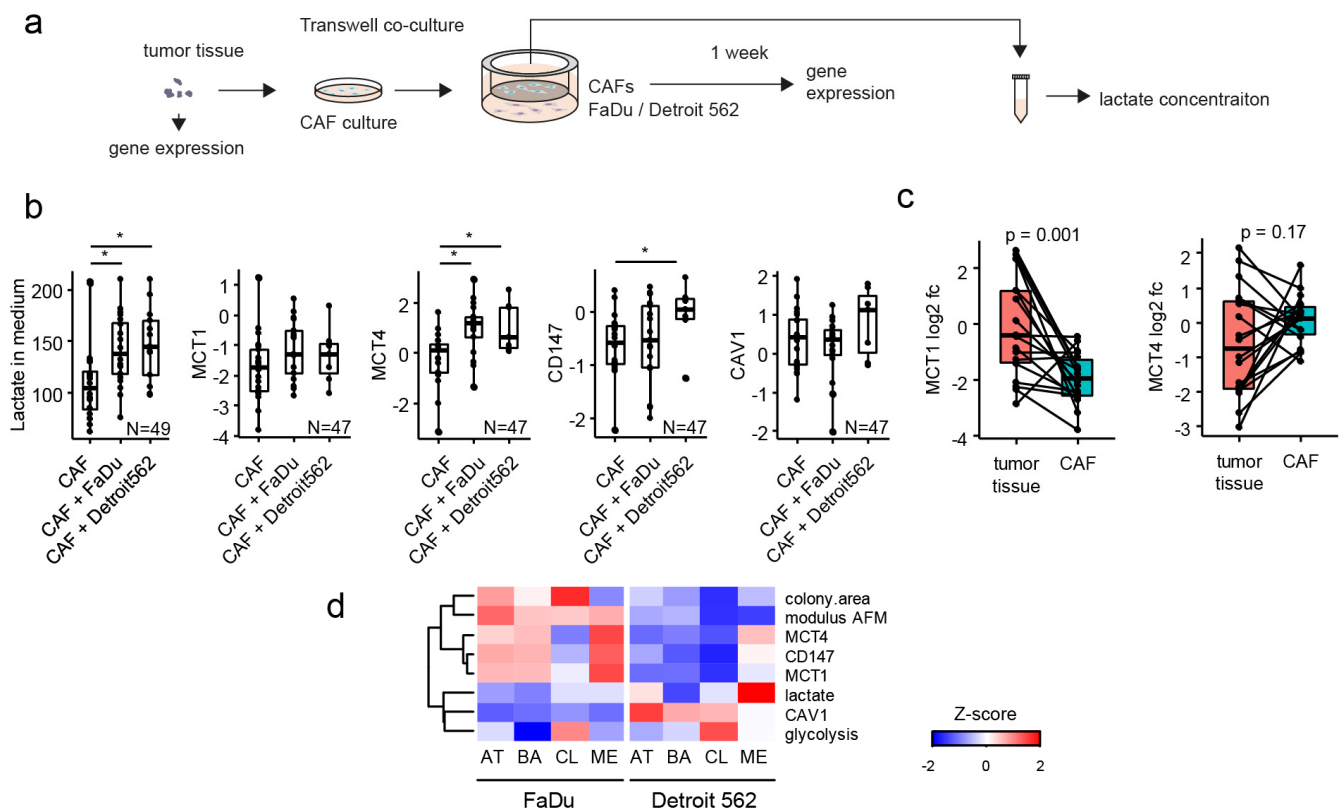 a
Transwell co-culture
tumor tissue
gene expression
CAF culture
CAFs
FaDu / Detroit 562
1 week
gene
expression
lactate concentraiton
b
Lactate in medium
200
150
100
* *
N=49
CAF
CAF + FaDu
CAF + Detroit562
MCT1
1
0
-1
-2
-3
-4
N=47
CAF
CAF + FaDu
CAF + Detroit562
MCT4
2
0
-2
* *
N=47
CAF
CAF + FaDu
CAF + Detroit562
CD147
1
0
-1
-2
*
N=47
CAF
CAF + FaDu
CAF + Detroit562
CAV1
2
1
0
-1
-2
N=47
CAF
CAF + FaDu
CAF + Detroit562
c
p = 0.001
MCT1 log2 fc
2
0
-2
-4
tumor
tissue
CAF
p = 0.17
MCT4 log2 fc
2
1
0
-1
-2
-3
tumor
tissue
CAF
d
colony.area
modulus AFM
MCT4
CD147
MCT1
lactate
CAV1
glycolysis
AT BA CL ME AT BA CL ME
FaDu Detroit 562
Z-score
-2 0 2